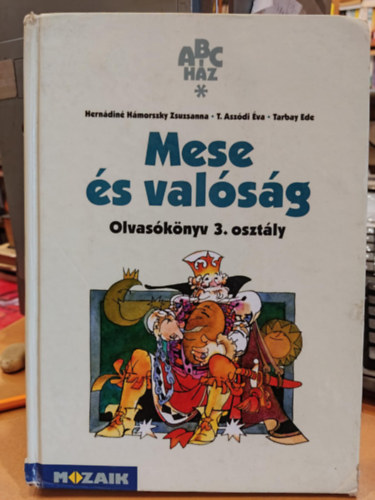 ABC
HÁZ
Hernádiné Hámorszky Zsuzsanna • T. Aszódi Éva • Tarbay Ede
Mese
és valóság
Olvasókönyv 3. osztály
MOZAIK